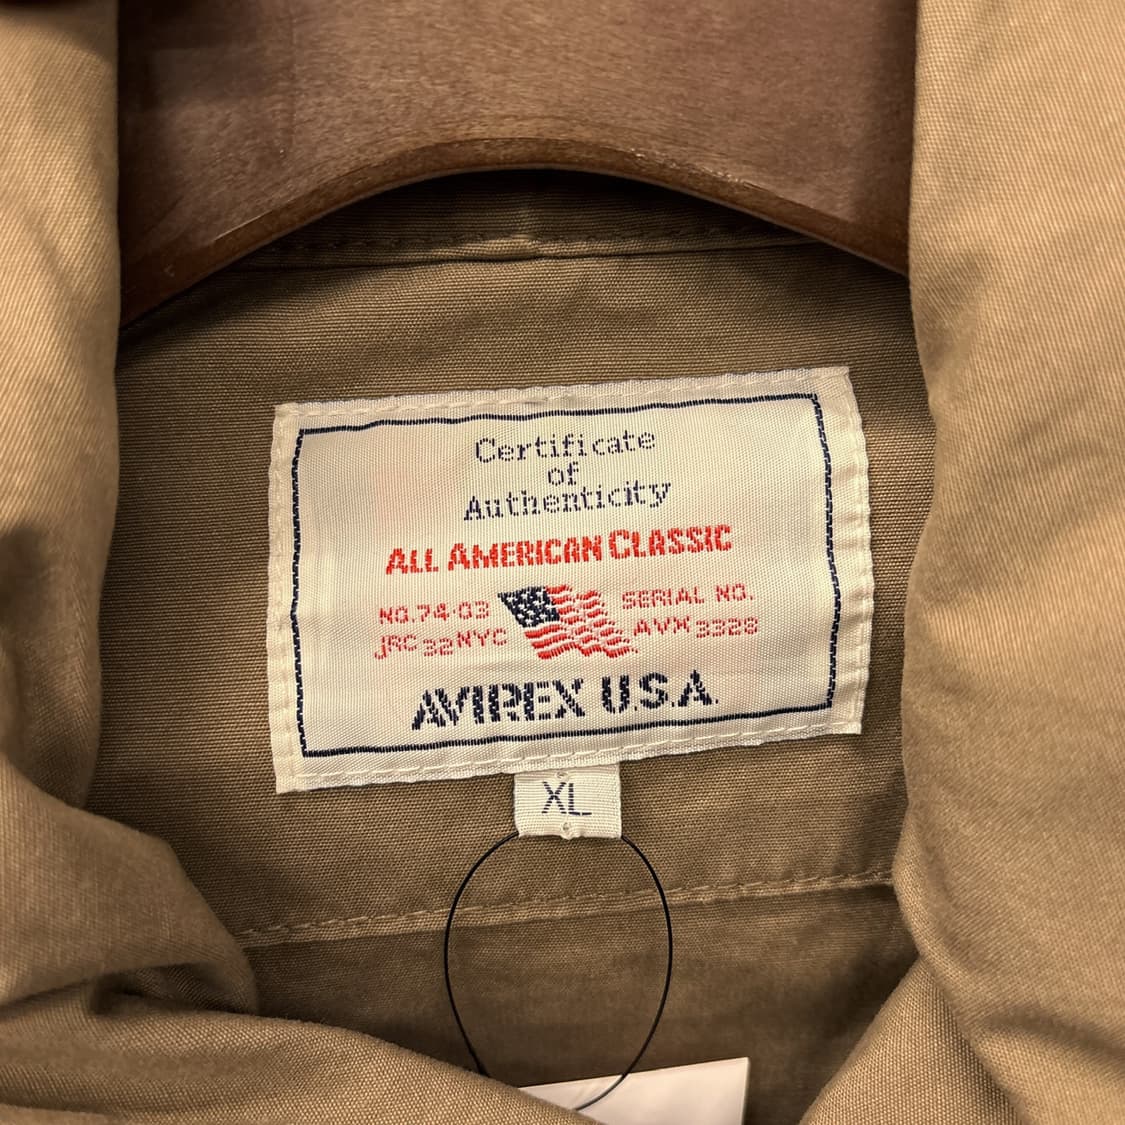 Certificate
of
Authenticity
ALL AMERICAN CLASSIC
NO.74-03 SERIAL NO.
JRC 32 NYC AVX 3328
AVIREX U.S.A.
XL